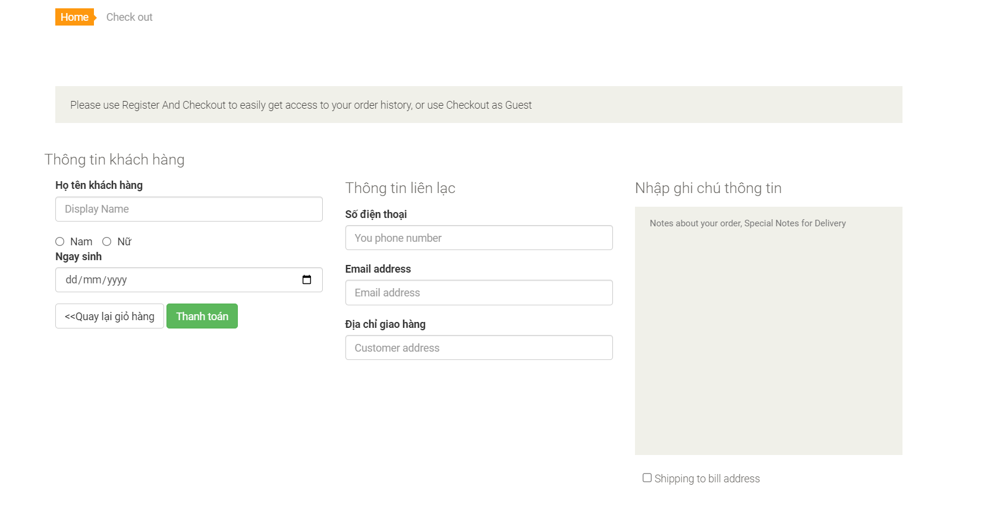 Home Check out
Please use Register And Checkout to easily get access to your order history, or use Checkout as Guest
Thông tin khách hàng
Họ tên khách hàng
Display Name
Nam Nữ
Ngay sinh
dd/mm/yyyy
<<Quay lại giỏ hàng Thanh toán
Thông tin liên lạc
Số điện thoại
You phone number
Email address
Email address
Địa chỉ giao hàng
Customer address
Nhập ghi chú thông tin
Notes about your order, Special Notes for Delivery
Shipping to bill address